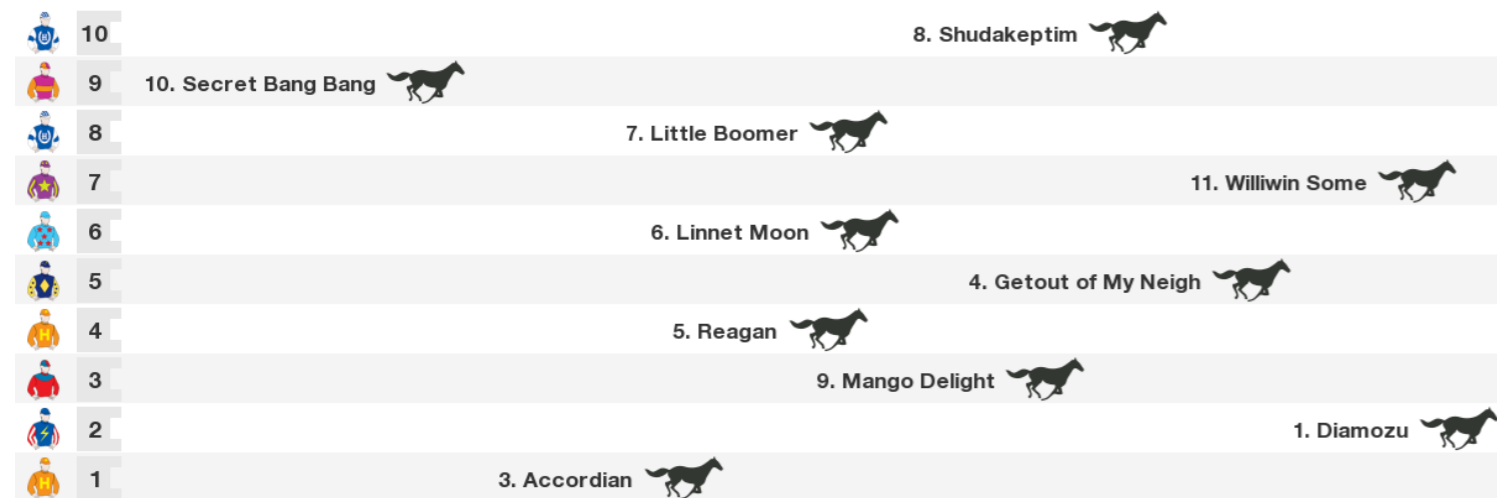 10 8. Shudakeptim
9 10. Secret Bang Bang
8 7. Little Boomer
7 11. Williwin Some
6 6. Linnet Moon
5 4. Getout of My Neigh
4 5. Reagan
3 9. Mango Delight
2 1. Diamozu
1 3. Accordian